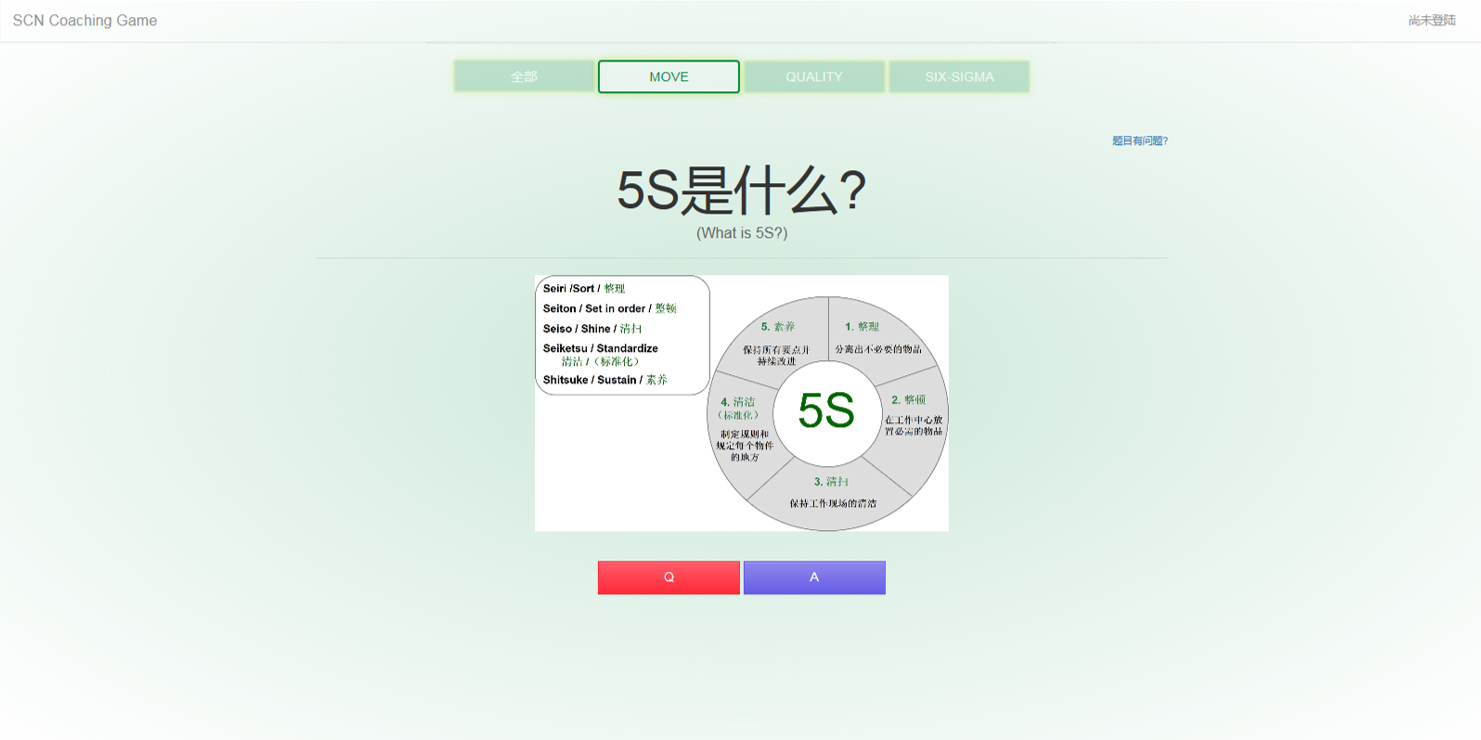 SCN Coaching Game
尚未登陆
全部
MOVE
QUALITY
SIX-SIGMA
题目有问题?
5S是什么?
(What is 5S?)
Seiri /Sort / 整理
Seiton / Set in order / 整顿
Seiso / Shine / 清扫
Seiketsu / Standardize
清洁 /（标准化）
Shitsuke / Sustain / 素养
5S
1. 整理
分离出不必要的物品
2. 整顿
在工作中心放
置必需的物品
3. 清扫
保持工作现场的清洁
4. 清洁
（标准化）
制定规则和
规定每个物件
的地方
5. 素养
保持所有要点并
持续改进
Q
A